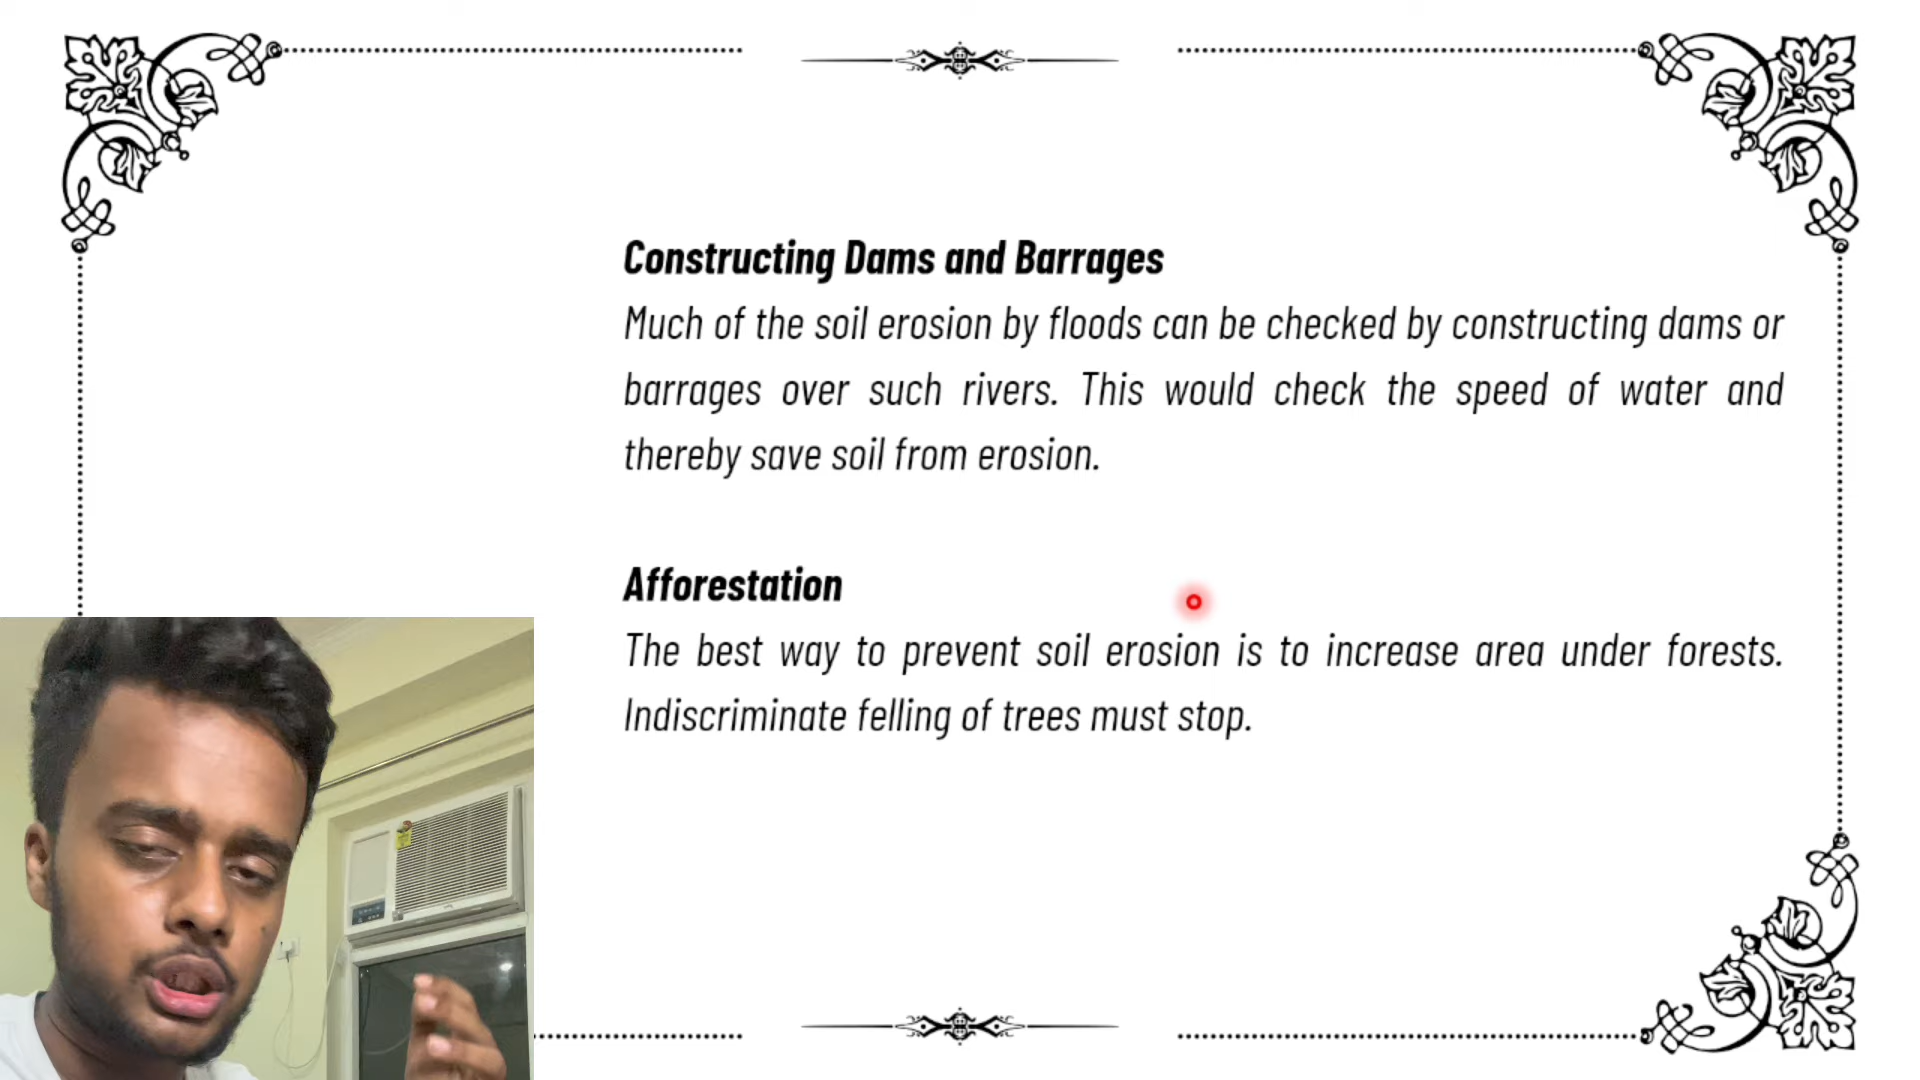 Constructing Dams and Barrages
Much of the soil erosion by floods can be checked by constructing dams or
barrages over such rivers. This would check the speed of water and
thereby save soil from erosion.
Afforestation
The best way to prevent soil erosion is to increase area under forests.
Indiscriminate felling of trees must stop.